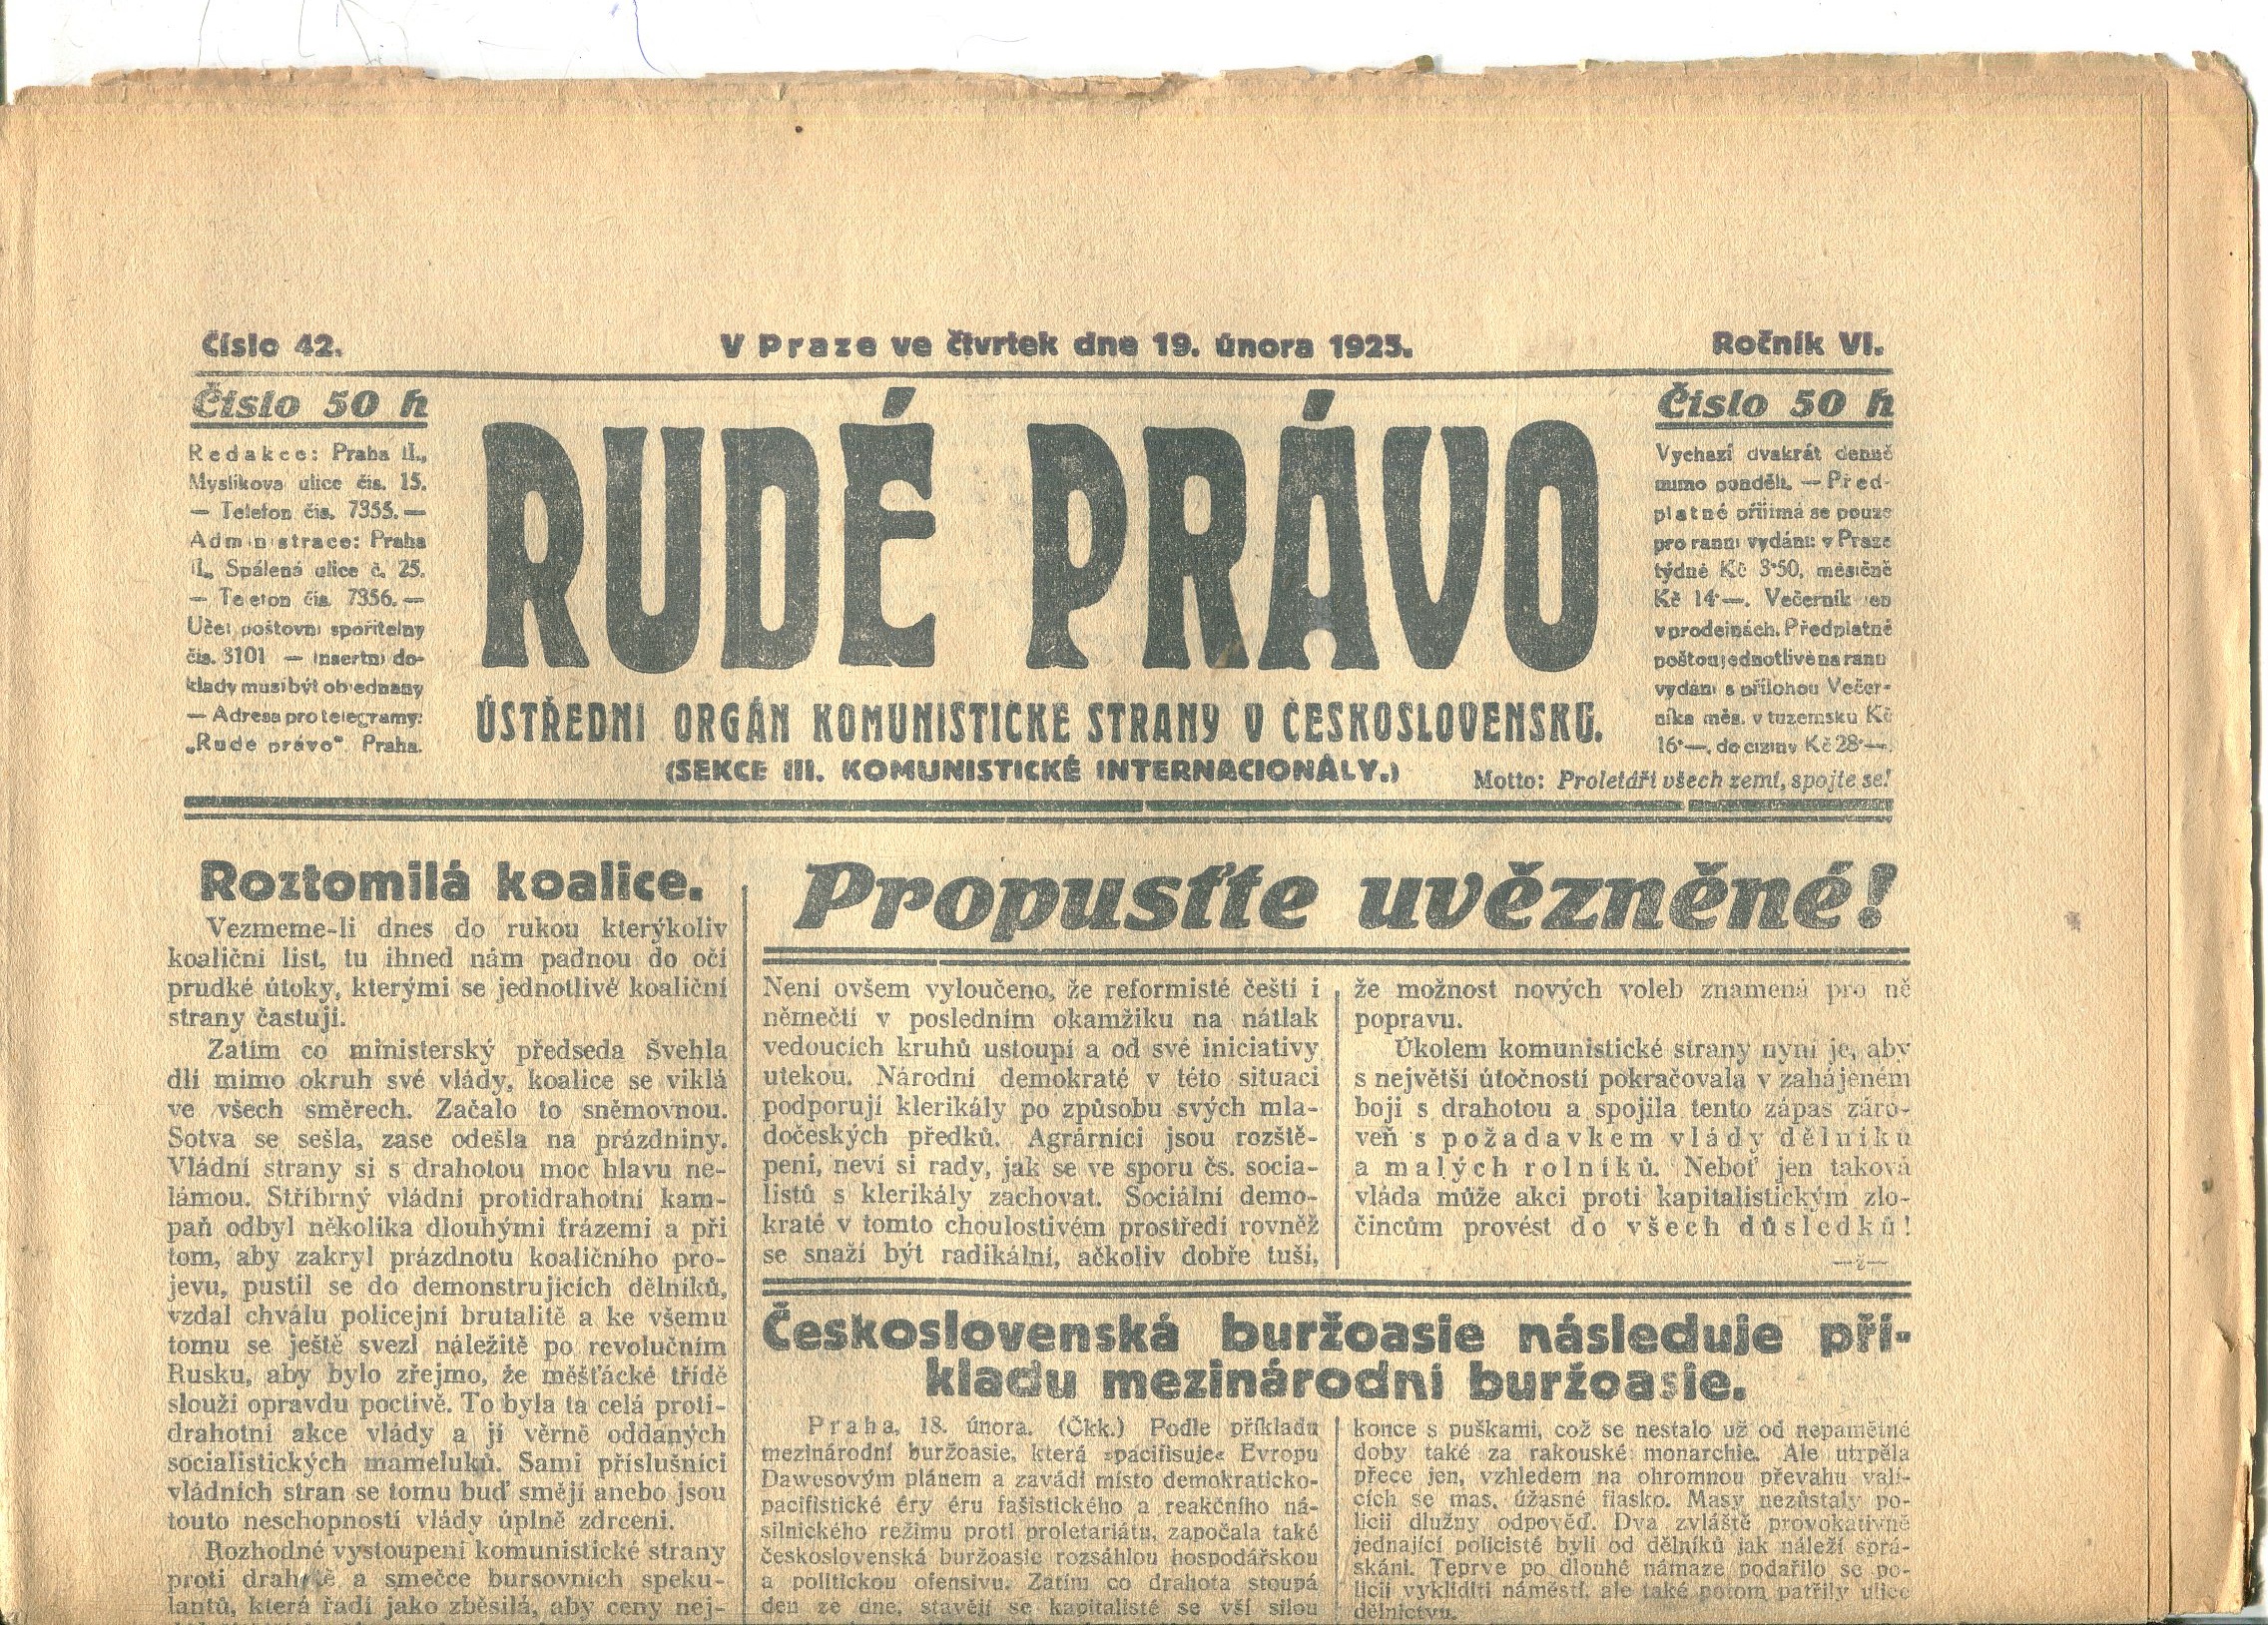 Číslo 42.
V Praze ve čtvrtek dne 19. února 1925.
Ročník VI.
Číslo 50 h
Redakce: Praha II.,
Myslíkova ulice čís. 15.
— Telefon čís. 7355. —
Administrace: Praha
II., Spálená ulice č. 25.
— Telefon čís. 7356. —
Účet poštovní spořitelny
čís. 3101 — Insertní do-
klady musí být objednány
— Adresa pro telegramy:
„Rudé právo“ Praha.
RUDÉ PRÁVO
ÚSTŘEDNÍ ORGÁN KOMUNISTICKÉ STRANY V ČESKOSLOVENSKU.
(SEKCE III. KOMUNISTICKÉ INTERNACIONÁLY.)
Číslo 50 h
Vychází dvakrát denně
mimo pondělí. — Před-
platné přijímá se pouze
pro ranní vydání: v Praze
týdně Kč 3·50, měsíčně
Kč 14·—. Večerník jen
v prodejnách. Předplatné
poštou jednotlivě na ranní
vydání s přílohou Večer-
níka měs. v tuzemsku Kč
16·—, do ciziny Kč 28·—.
Motto: Proletáři všech zemí, spojte se!
Roztomilá koalice.
Vezmeme-li dnes do rukou kterýkoliv
koaliční list, tu ihned nám padnou do očí
prudké útoky, kterými se jednotlivé koaliční
strany častují.
Zatím co ministerský předseda Švehla
dlí mimo okruh své vlády, koalice se viklá
ve všech směrech. Začalo to sněmovnou.
Sotva se sešla, zase odešla na prázdniny.
Vládní strany si s drahotou moc hlavu ne-
lámou. Stříbrný vládní protidrahotní kam-
paň odbyl několika dlouhými frázemi a při
tom, aby zakryl prázdnotu koaličního pro-
jevu, pustil se do demonstrujících dělníků,
vzdal chválu policejní brutalitě a ke všemu
tomu se ještě svezl náležitě po revolučním
Rusku, aby bylo zřejmo, že měšťácké třídě
slouží opravdu poctivě. To byla ta celá proti-
drahotní akce vlády a jí věrně oddaných
socialistických mameluků. Sami příslušníci
vládních stran se tomu buď smějí anebo jsou
touto neschopností vlády úplně zdrceni.
Rozhodné vystoupení komunistické strany
proti drahotě a smečce bursovních speku-
lantů, která řadí jako zběsilá, aby ceny nej-
Propusťte uvězněné!
Není ovšem vyloučeno, že reformisté čeští i
němečtí v posledním okamžiku na nátlak
vedoucích kruhů ustoupí a od své iniciativy
utekou. Národní demokraté v této situaci
podporují klerikály po způsobu svých mla-
dočeských předků. Agrárníci jsou rozště-
peni, neví si rady, jak se ve sporu čs. socia-
listů s klerikály zachovat. Sociální demo-
kraté v tomto choulostivém prostředí rovněž
se snaží být radikální, ačkoliv dobře tuší,
že možnost nových voleb znamená pro ně
popravu.
Úkolem komunistické strany nyní je, aby
s největší útočností pokračovala v zahájeném
boji s drahotou a spojila tento zápas záro-
veň s požadavkem vlády dělníků
a malých rolníků. Neboť jen taková
vláda může akci proti kapitalistickým zlo-
čincům provést do všech důsledků!
—ž—
Československá buržoasie následuje pří-
kladu mezinárodní buržoasie.
Praha, 18. února. (Čkk.) Podle příkladu
mezinárodní buržoasie, která »pacifisuje« Evropu
Dawesovým plánem a zavádí místo demokraticko-
pacifistické éry éru fašistického a reakčního ná-
silnického režimu proti proletariátu, započala také
československá buržoasie rozsáhlou hospodářskou
a politickou ofensivu. Zatím co drahota stoupá
den ze dne, stavějí se kapitalisté se vší silou
konce s puškami, což se nestalo už od nepamětné
doby také za rakouské monarchie. Ale utrpěla
přece jen, vzhledem na ohromnou převahu valí-
cích se mas, úžasné fiasko. Masy nezůstaly po-
licii dlužny odpověď. Dva zvláště provokativně
jednající policisté byli od dělníků jak náleží sprá-
skáni. Teprve po dlouhé námaze podařilo se po-
licii vykliditi náměstí, ale také potom patřily ulice
dělnictvu.